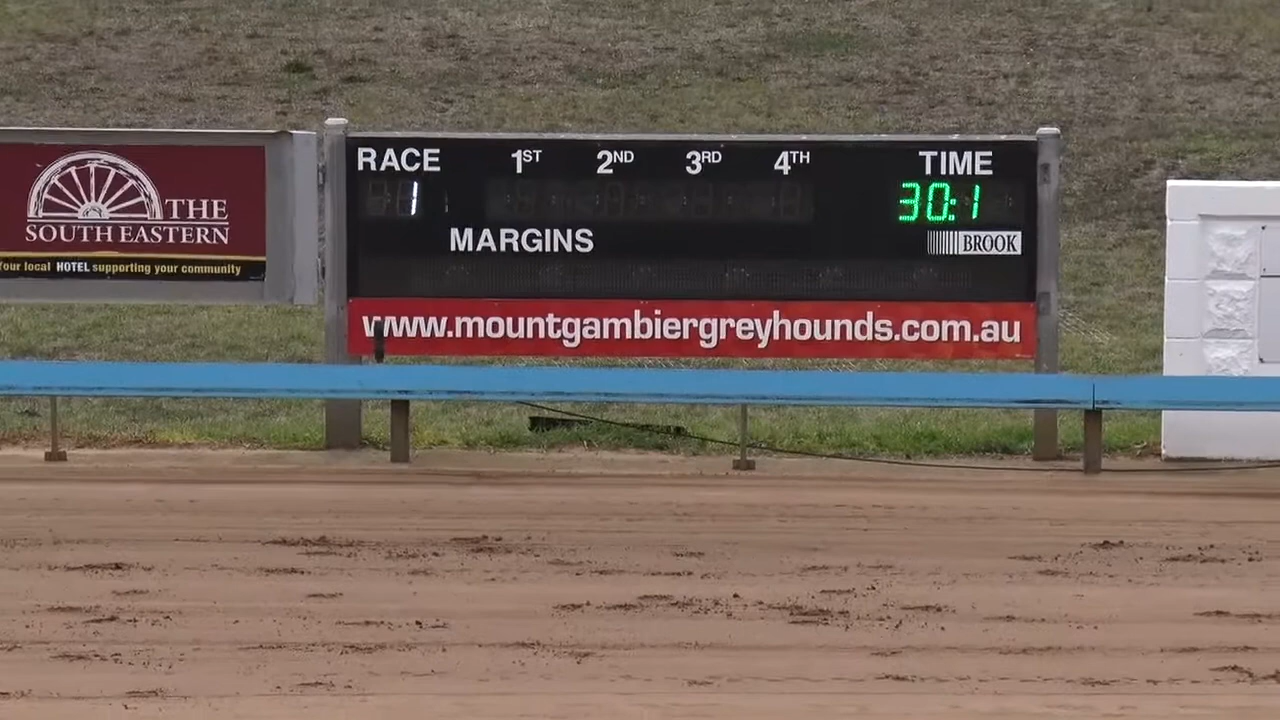 THE
SOUTH EASTERN
Your local HOTEL supporting your community
RACE 1ST 2ND 3RD 4TH TIME
1 30:1
MARGINS
BROOK
www.mountgambiergreyhounds.com.au